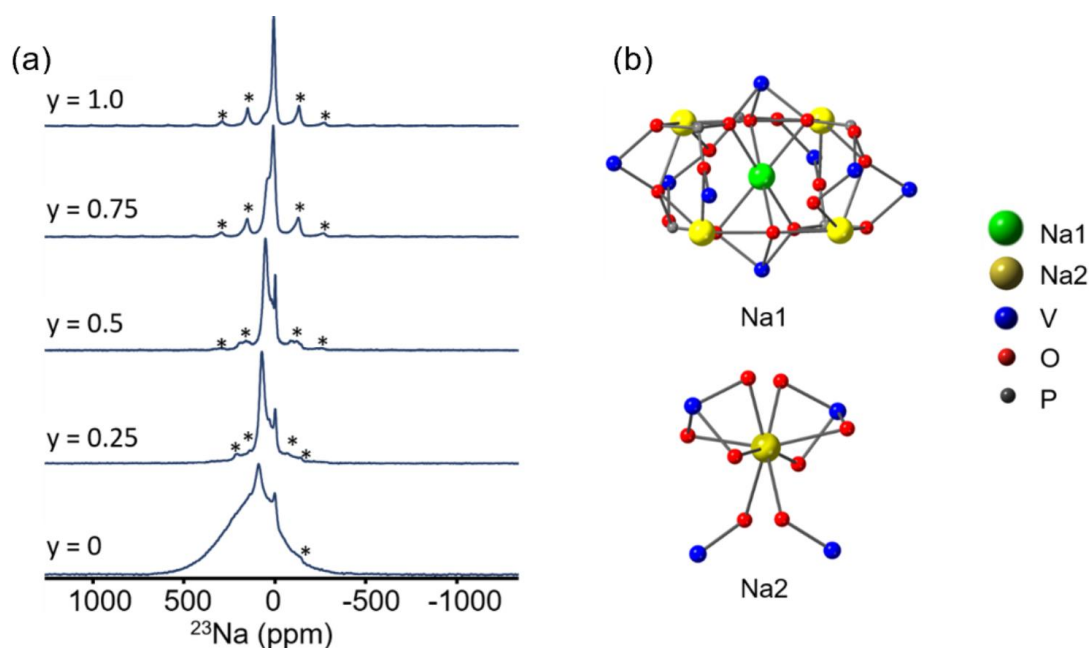 (a)
y = 1.0
* * * *
y = 0.75
* * * *
y = 0.5
* * * *
y = 0.25
* * * *
y = 0
*
1000 500 0 -500 -1000
²³Na (ppm)
(b)
Na1
Na2
Na1
Na2
V
O
P